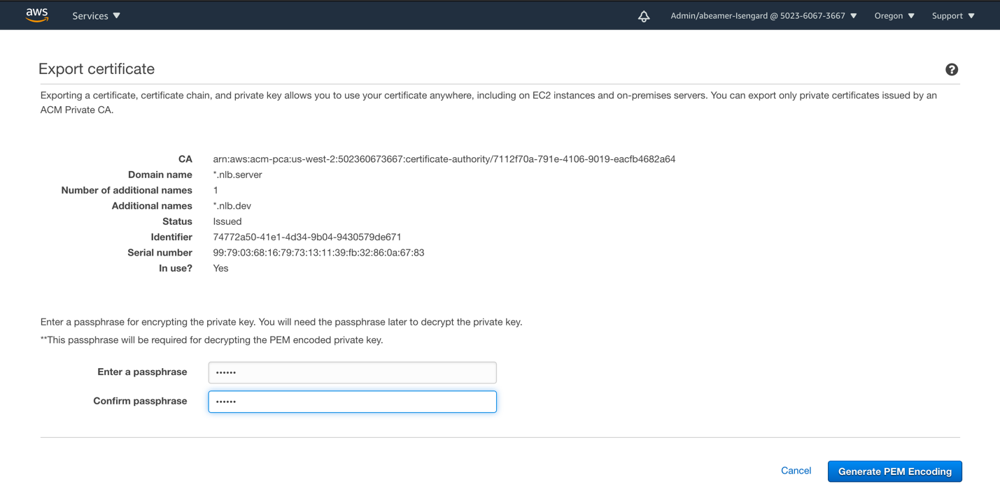 aws Services Admin/abeamer-Isengard @ 5023-6067-3667 Oregon Support
Export certificate
?
Exporting a certificate, certificate chain, and private key allows you to use your certificate anywhere, including on EC2 instances and on-premises servers. You can export only private certificates issued by an
ACM Private CA.
CA arn:aws:acm-pca:us-west-2:502360673667:certificate-authority/7112f70a-791e-4106-9019-eacfb4682a64
Domain name *.nlb.server
Number of additional names 1
Additional names *.nlb.dev
Status Issued
Identifier 74772a50-41e1-4d34-9b04-9430579de671
Serial number 99:79:03:68:16:79:73:13:11:39:fb:32:86:0a:67:83
In use? Yes
Enter a passphrase for encrypting the private key. You will need the passphrase later to decrypt the private key.
**This passphrase will be required for decrypting the PEM encoded private key.
Enter a passphrase ••••••
Confirm passphrase ••••••
Cancel Generate PEM Encoding